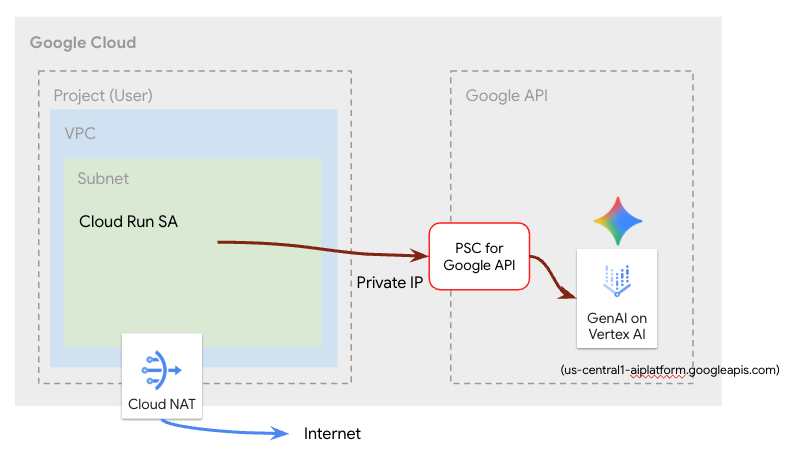 Google Cloud
Project (User)
Google API
VPC
Subnet
Cloud Run SA
PSC for
Google API
Private IP
GenAI on
Vertex AI
(us-central1-aiplatform.googleapis.com)
Cloud NAT
Internet